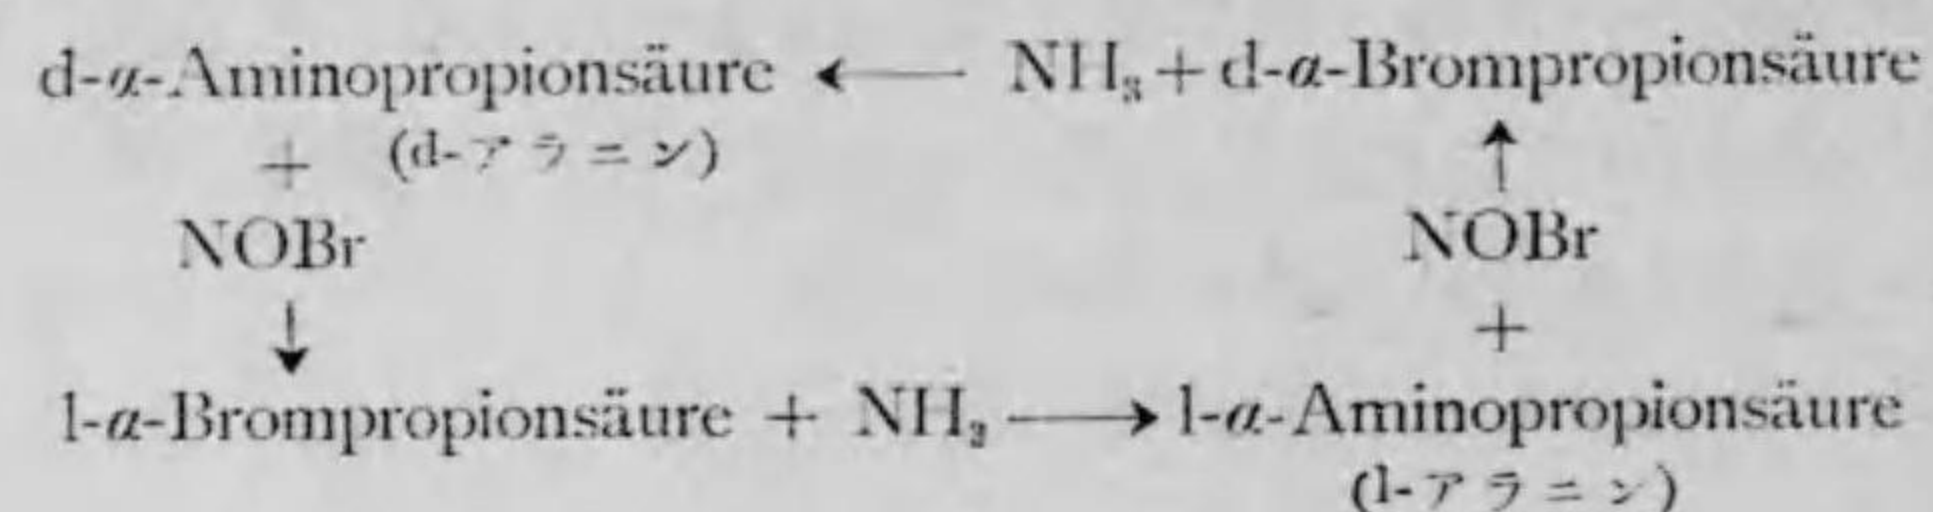 d-α-Aminopropionsäure ← NH₃ + d-α-Brompropionsäure
+ (d-アラニン) ↑
NOBr NOBr
↓ +
l-α-Brompropionsäure + NH₃ → l-α-Aminopropionsäure
(l-アラニン)